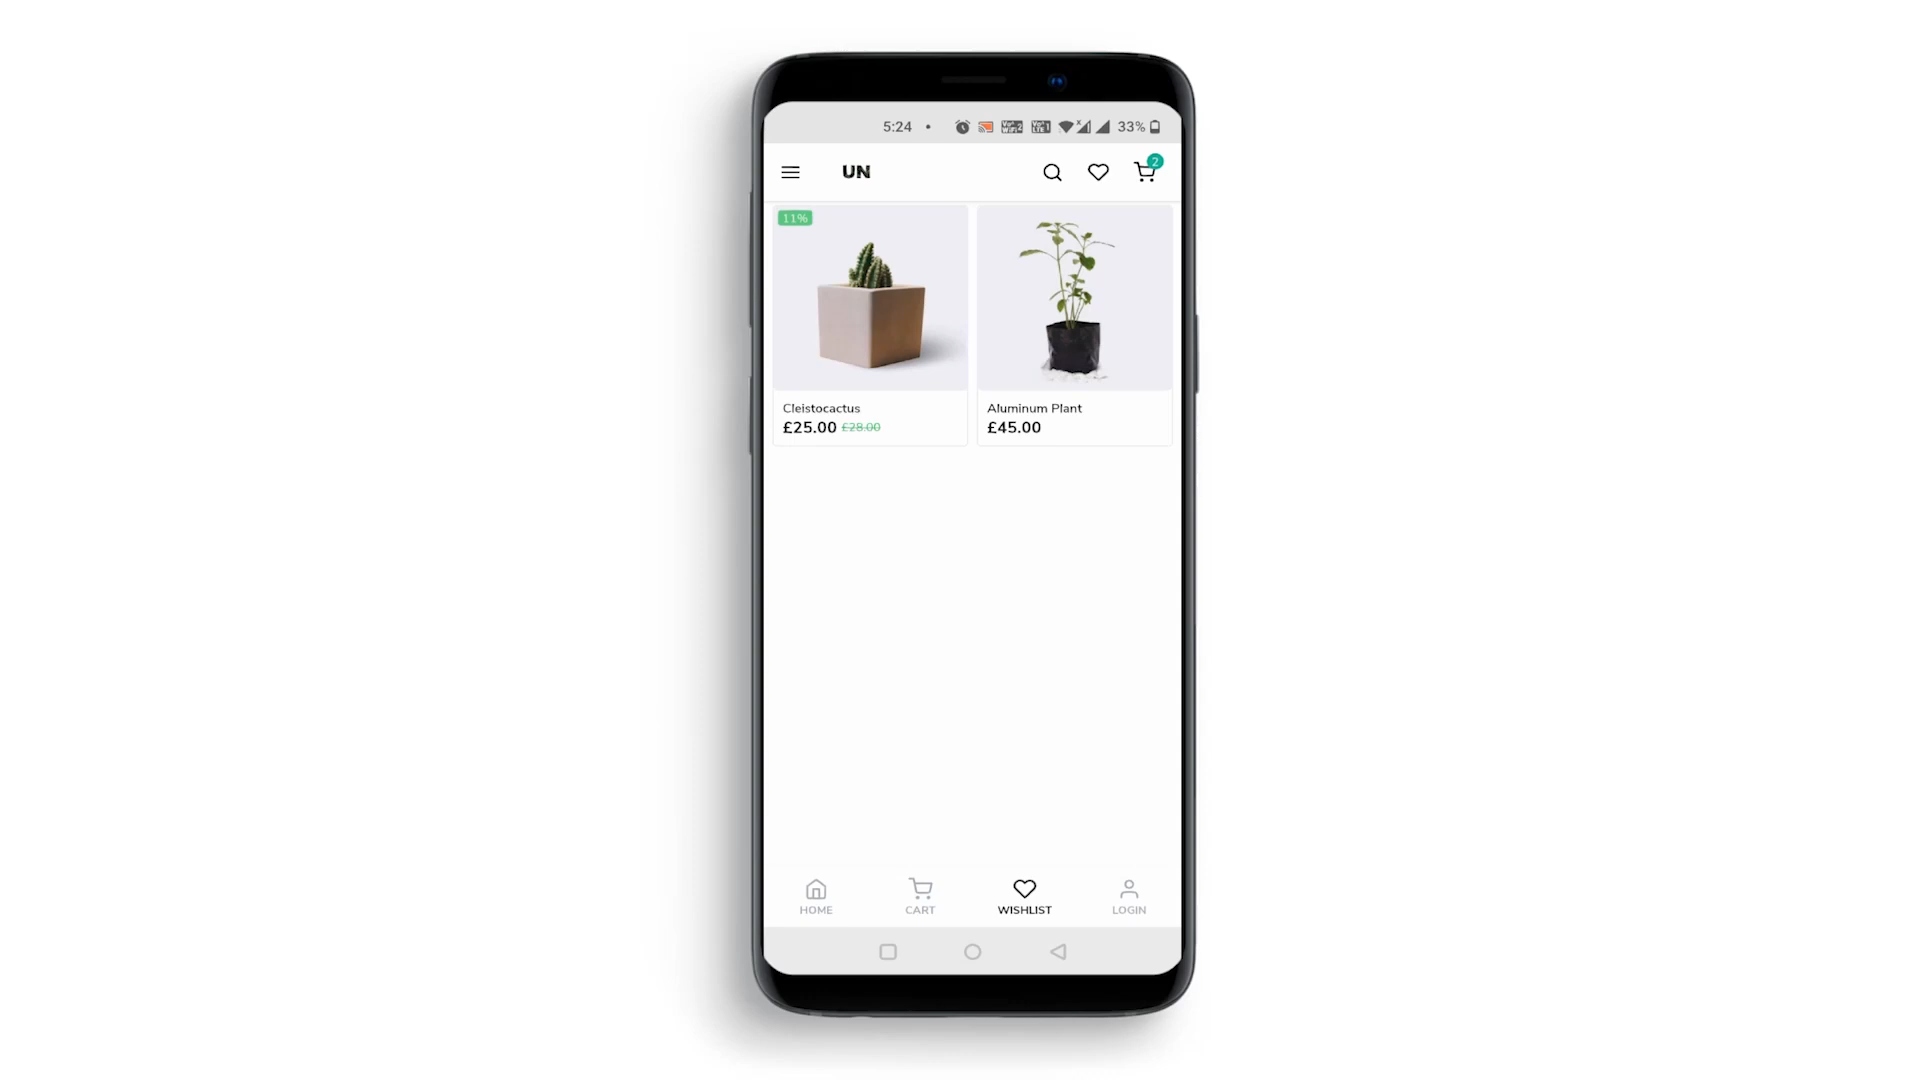 5:24 33%
UN 2
11%
Cleistocactus
£25.00 £28.00
Aluminum Plant
£45.00
HOME CART WISHLIST LOGIN